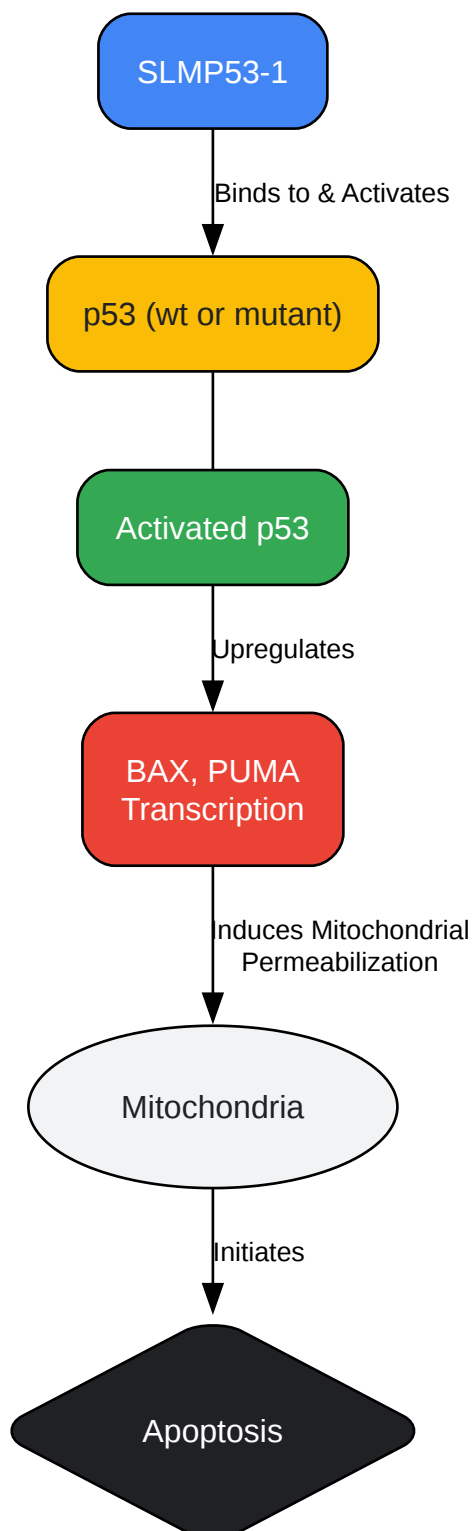 SLMP53-1
Binds to & Activates
p53 (wt or mutant)
Activated p53
Upregulates
BAX, PUMA
Transcription
Induces Mitochondrial
Permeabilization
Mitochondria
Initiates
Apoptosis